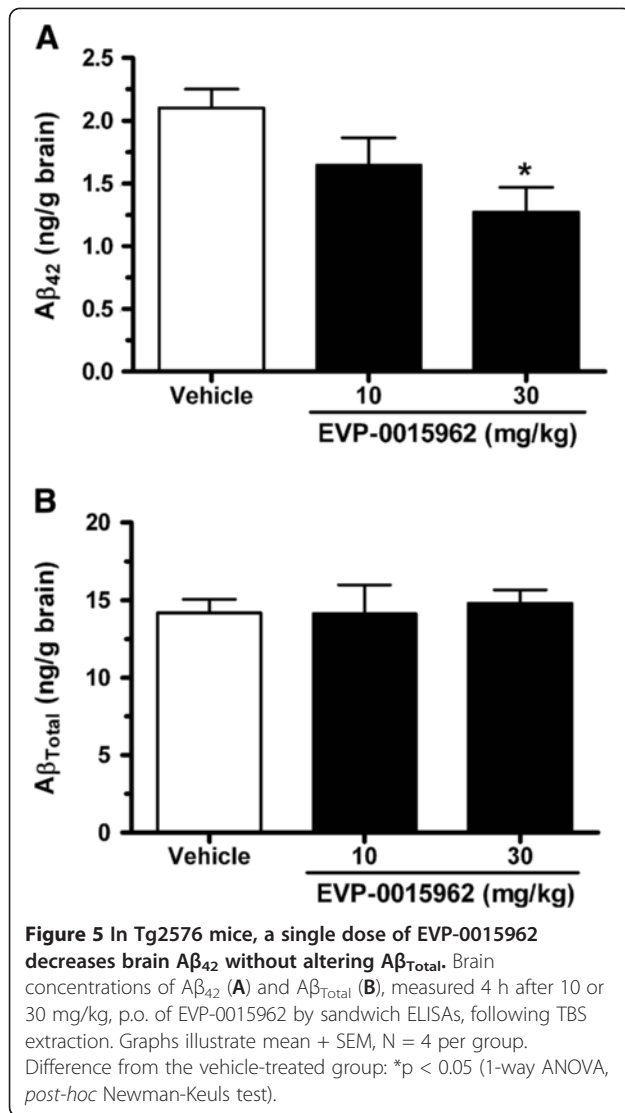 A
2.5
2.0
1.5
1.0
0.5
0.0
Aβ42 (ng/g brain)
*
Vehicle 10 30
EVP-0015962 (mg/kg)
B
20
15
10
5
0
AβTotal (ng/g brain)
Vehicle 10 30
EVP-0015962 (mg/kg)
Figure 5 In Tg2576 mice, a single dose of EVP-0015962
decreases brain Aβ42 without altering AβTotal. Brain
concentrations of Aβ42 (A) and AβTotal (B), measured 4 h after 10 or
30 mg/kg, p.o. of EVP-0015962 by sandwich ELISAs, following TBS
extraction. Graphs illustrate mean + SEM, N = 4 per group.
Difference from the vehicle-treated group: *p < 0.05 (1-way ANOVA,
post-hoc Newman-Keuls test).